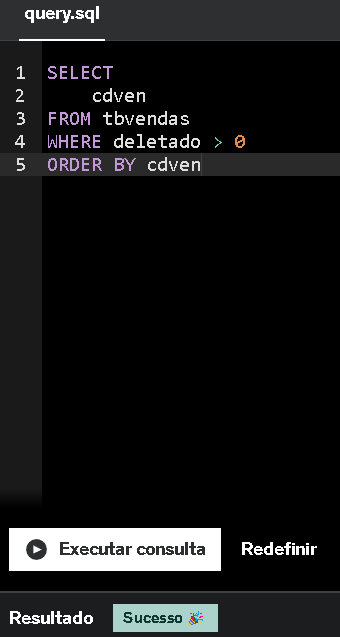 query.sql
1 SELECT
2     cdven
3 FROM tbvendas
4 WHERE deletado > 0
5 ORDER BY cdven
Executar consulta Redefinir
Resultado Sucesso 🎉